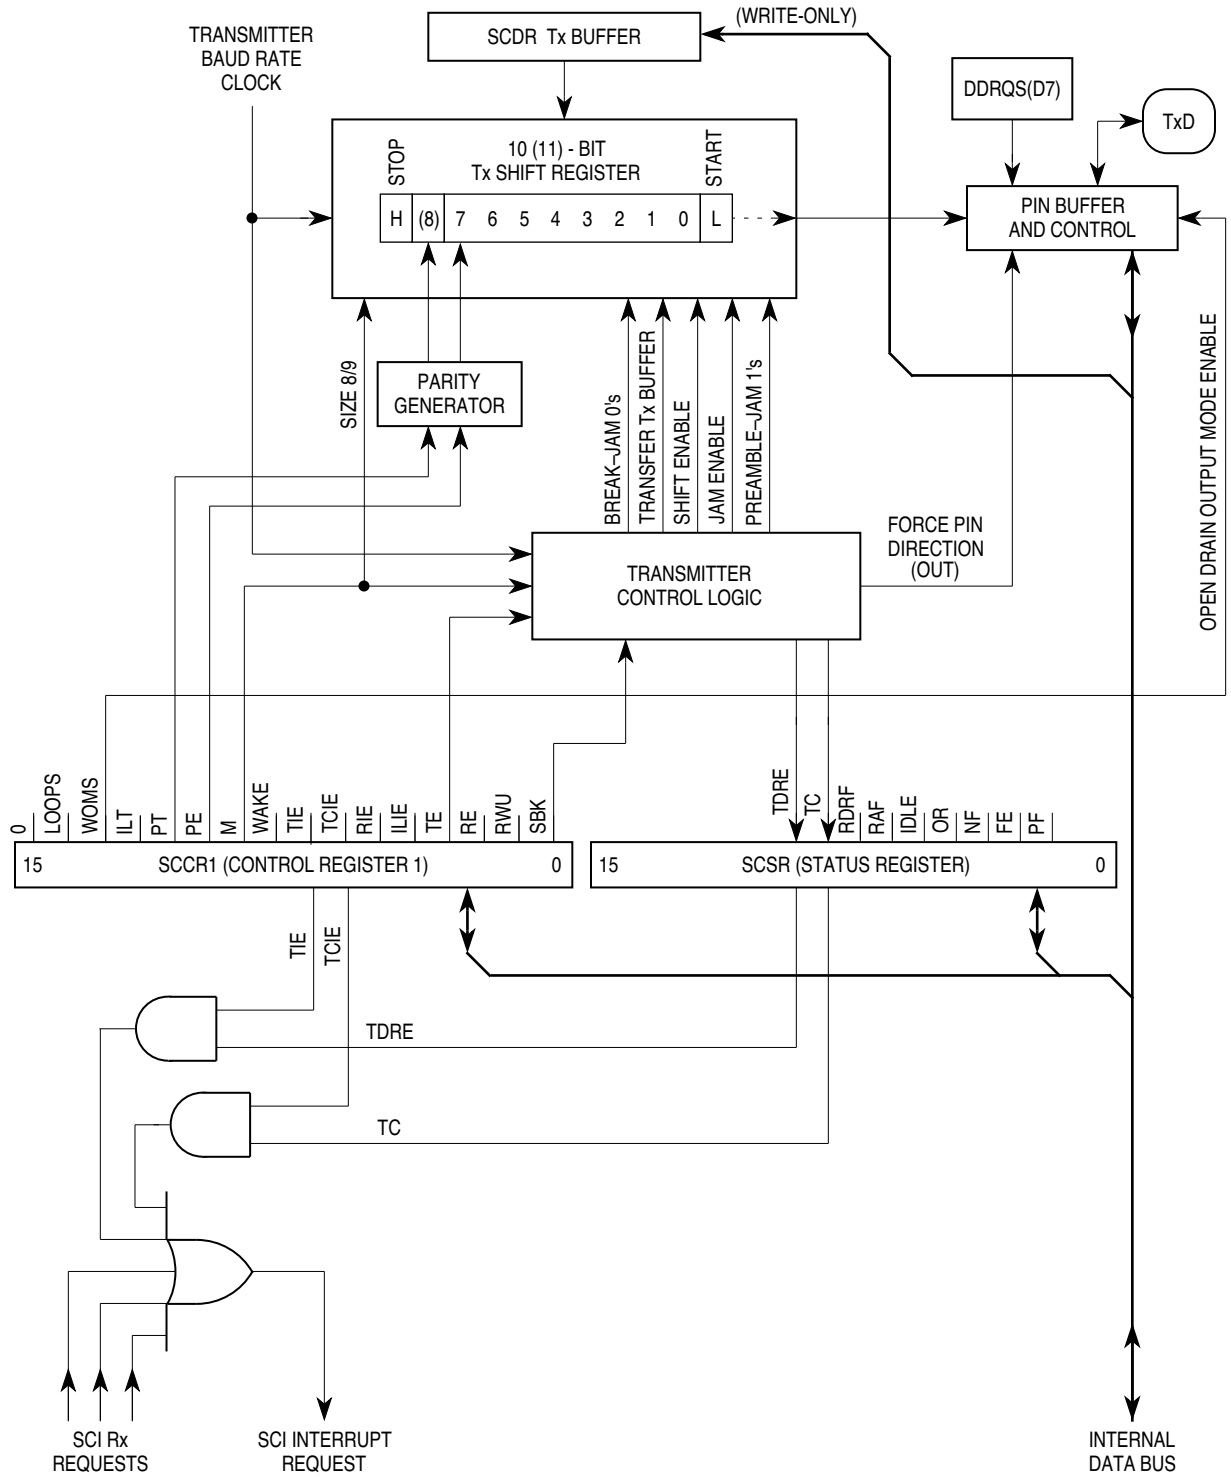 TRANSMITTER
BAUD RATE
CLOCK
SCDR Tx BUFFER
(WRITE-ONLY)
DDRQS(D7)
TxD
STOP
10 (11) - BIT
Tx SHIFT REGISTER
START
H (8) 7 6 5 4 3 2 1 0 L
PIN BUFFER
AND CONTROL
SIZE 8/9
PARITY
GENERATOR
BREAK–JAM 0's
TRANSFER Tx BUFFER
SHIFT ENABLE
JAM ENABLE
PREAMBLE–JAM 1's
OPEN DRAIN OUTPUT MODE ENABLE
FORCE PIN
DIRECTION
(OUT)
TRANSMITTER
CONTROL LOGIC
0
LOOPS
WOMS
ILT
PT
PE
M
WAKE
TIE
TCIE
RIE
ILIE
TE
RE
RWU
SBK
TDRE
TC
RDRF
RAF
IDLE
OR
NF
FE
PF
15 SCCR1 (CONTROL REGISTER 1) 0
15 SCSR (STATUS REGISTER) 0
TIE
TCIE
TDRE
TC
SCI Rx
REQUESTS
SCI INTERRUPT
REQUEST
INTERNAL
DATA BUS